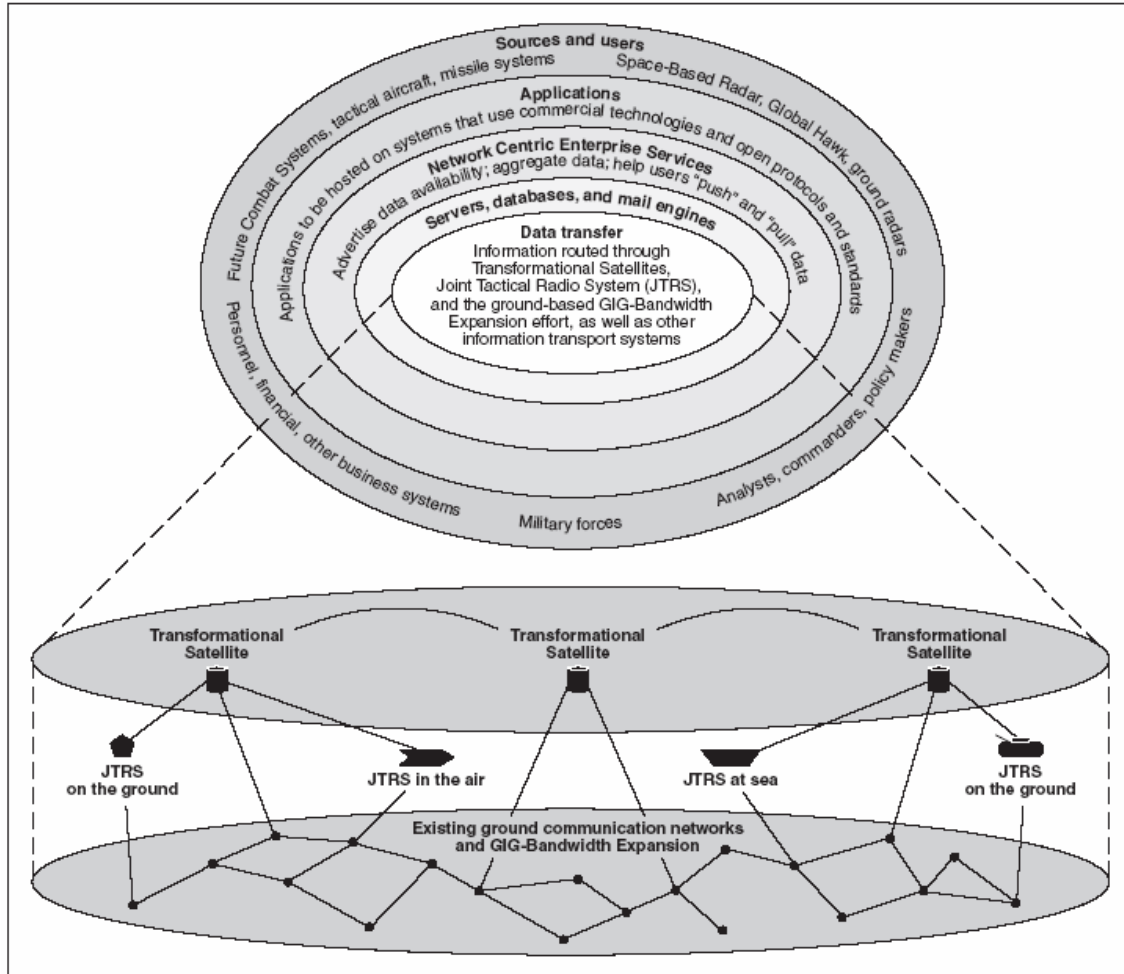 Sources and users
Future Combat Systems, tactical aircraft, missile systems
Space-Based Radar, Global Hawk, ground radars
Applications
Applications to be hosted on systems that use commercial technologies and open protocols and standards
Network Centric Enterprise Services
Advertise data availability; aggregate data; help users "push" and "pull" data
Servers, databases, and mail engines
Data transfer
Information routed through
Transformational Satellites,
Joint Tactical Radio System (JTRS),
and the ground-based GIG-Bandwidth
Expansion effort, as well as other
information transport systems
Personnel, financial, other business systems
Military forces
Analysts, commanders, policy makers
Transformational
Satellite
Transformational
Satellite
Transformational
Satellite
JTRS
on the ground
JTRS in the air
JTRS at sea
JTRS
on the ground
Existing ground communication networks
and GIG-Bandwidth Expansion